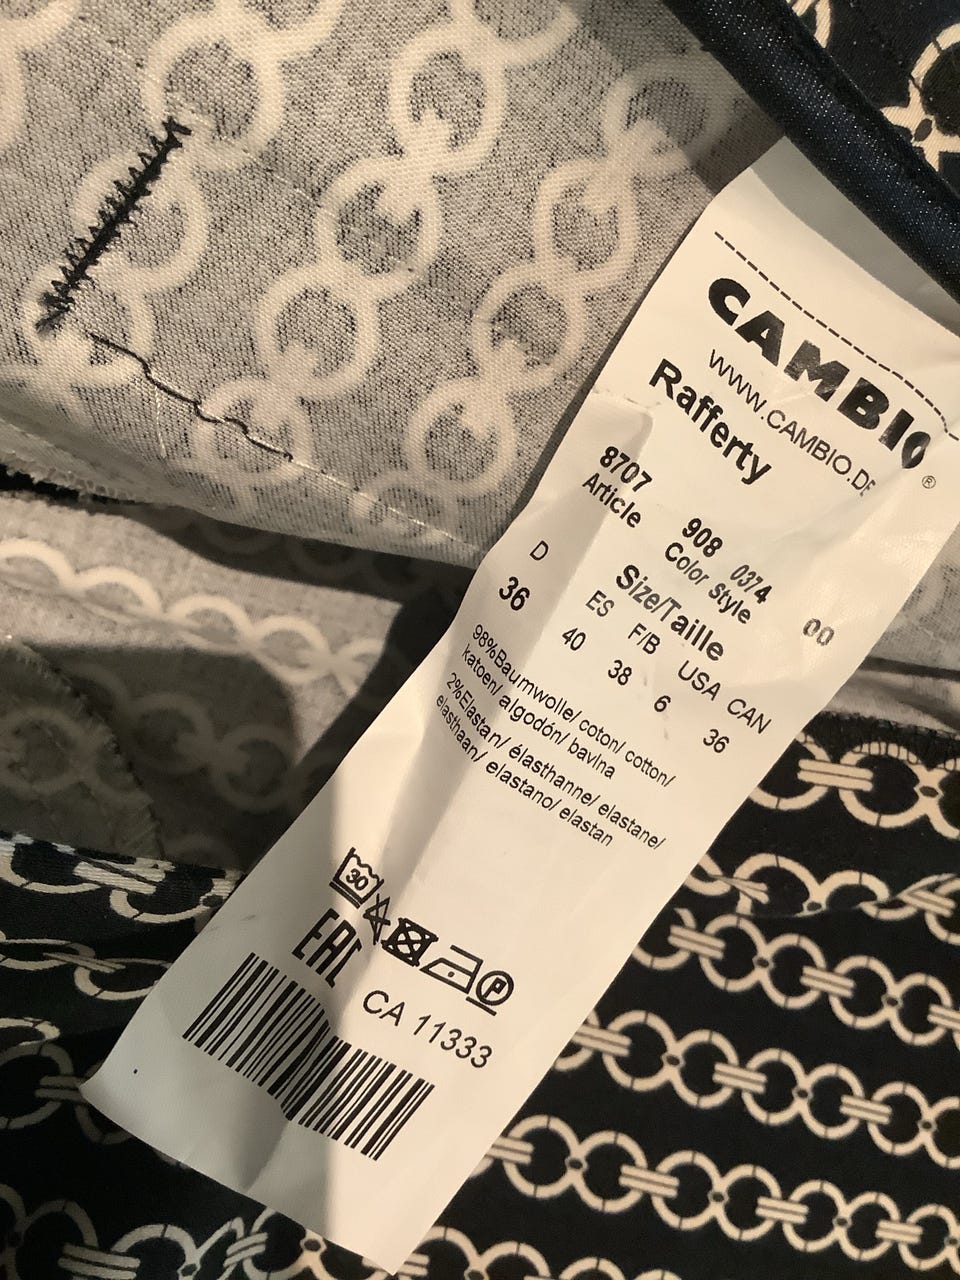 CAMBIO®
WWW.CAMBIO.DE
Rafferty
8707 908 0374 00
Article Color Style
Size/Taille
D ES F/B USA CAN
36 40 38 6 36
98%Baumwolle/ coton/ cotton/
katoen/ algodón/ bavlna
2%Elastan/ élasthanne/ elastane/
elasthaan/ elastano/ elastan
30
P
EAC
CA 11333